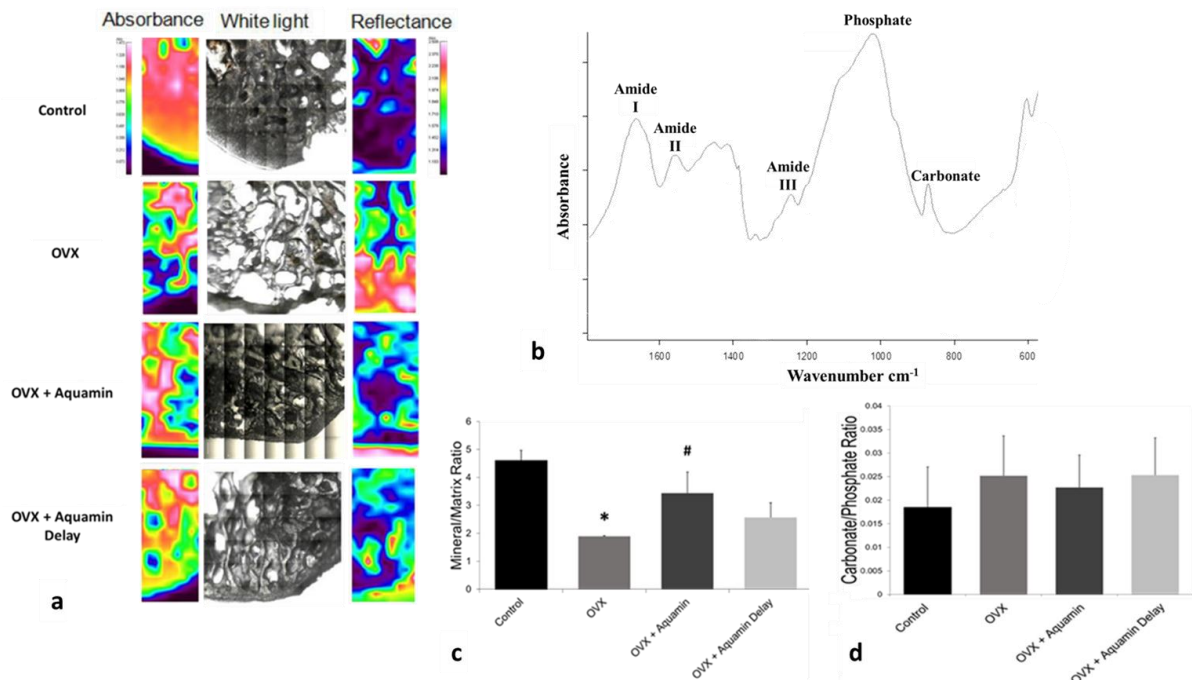 Absorbance White light Reflectance
Control
OVX
OVX + Aquamin
OVX + Aquamin
Delay
a
Phosphate
Amide
I
Amide
II
Amide
III
Carbonate
Absorbance
1600 1400 1200 1000 800 600
Wavenumber cm-1
b
Mineral/Matrix Ratio
6
5
4
3
2
1
0
*
#
Control
OVX
OVX + Aquamin
OVX + Aquamin Delay
c
Carbonate/Phosphate Ratio
0.04
0.035
0.03
0.025
0.02
0.015
0.01
0.005
0
Control
OVX
OVX + Aquamin
OVX + Aquamin Delay
d